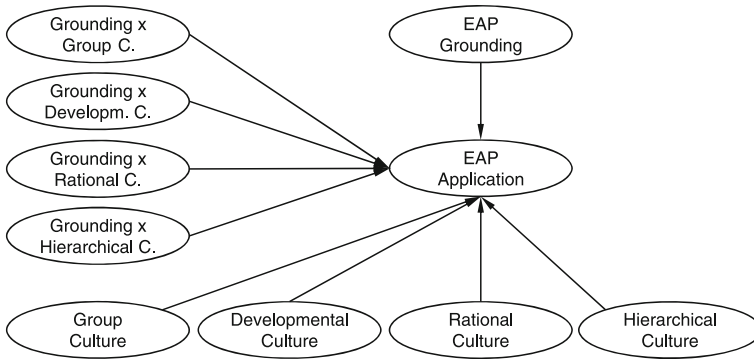 Grounding x
Group C.
EAP
Grounding
Grounding x
Developm. C.
Grounding x
Rational C.
EAP
Application
Grounding x
Hierarchical C.
Group
Culture
Developmental
Culture
Rational
Culture
Hierarchical
Culture